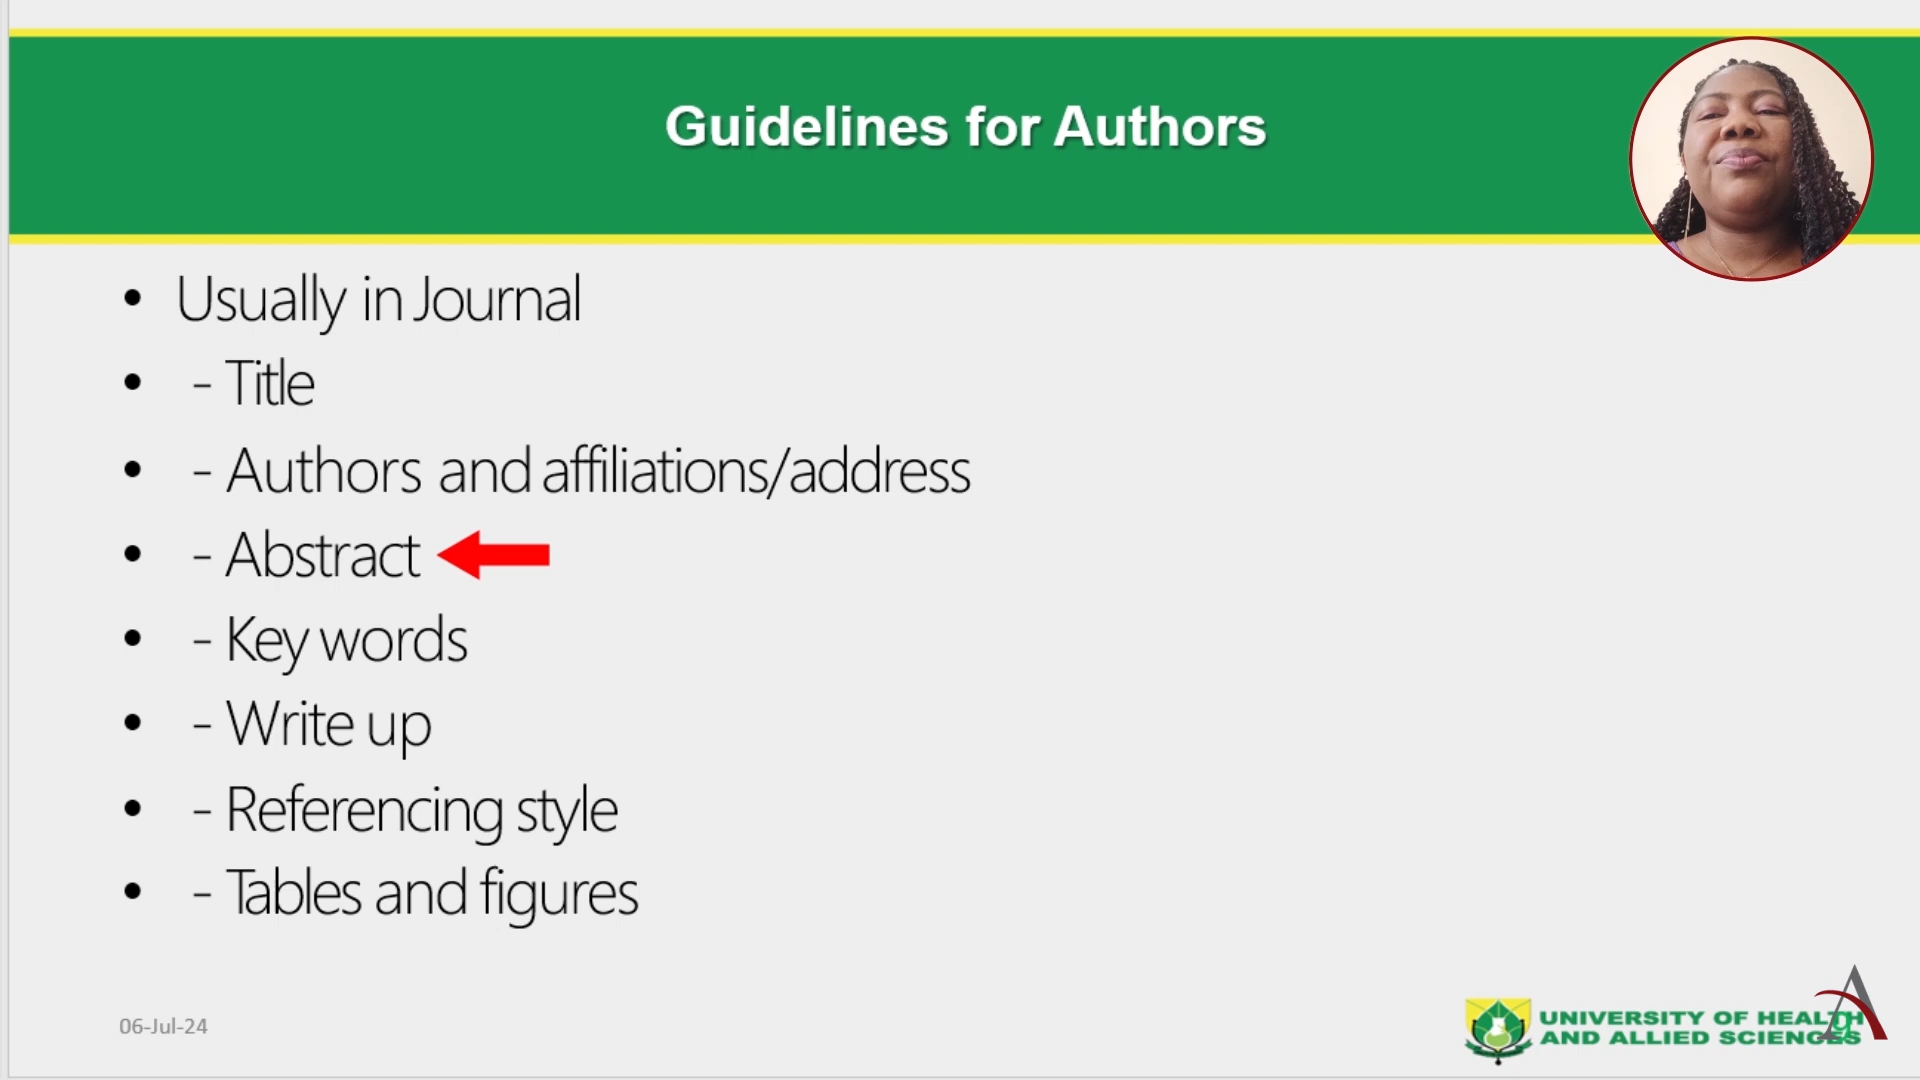 Guidelines for Authors
• Usually in Journal
• - Title
• - Authors and affiliations/address
• - Abstract
• - Key words
• - Write up
• - Referencing style
• - Tables and figures
06-Jul-24
UNIVERSITY OF HEALTH
AND ALLIED SCIENCES